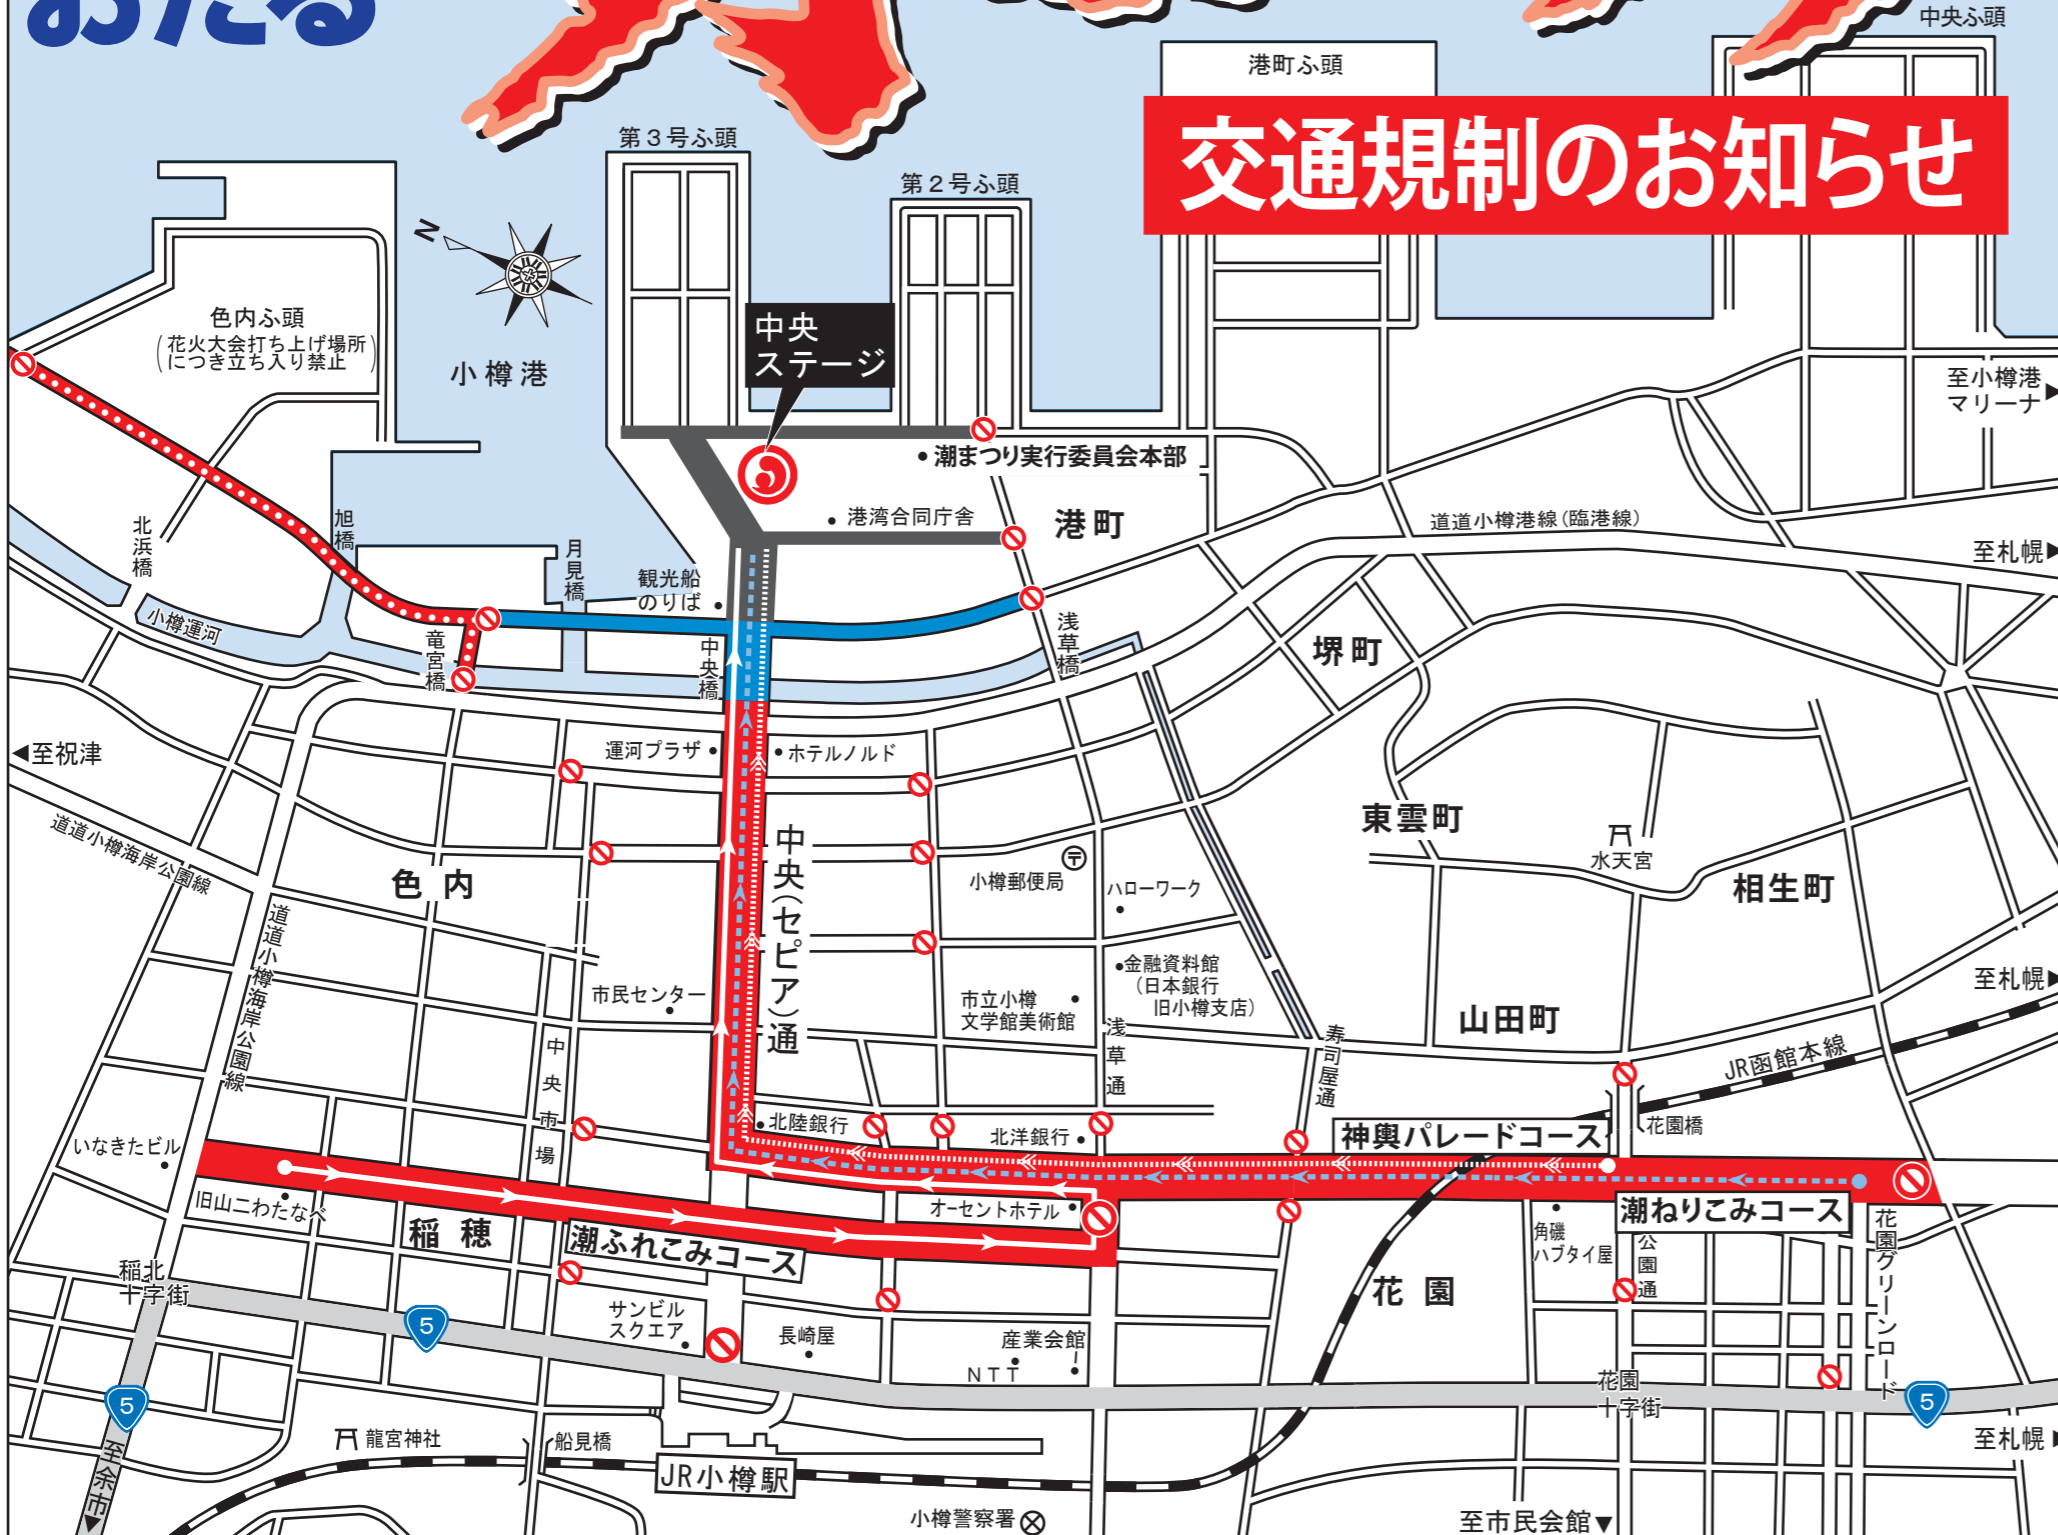 おたる
中央ふ頭
港町ふ頭
交通規制のお知らせ
第3号ふ頭
第2号ふ頭
N
色内ふ頭
(花火大会打ち上げ場所
につき立ち入り禁止)
小樽港
中央
ステージ
至小樽港
マリーナ▶
潮まつり実行委員会本部
港湾合同庁舎
港町
道道小樽港線(臨港線)
至札幌▶
北浜橋
旭橋
月見橋
観光船
のりば
小樽運河
竜宮橋
中央橋
浅草橋
堺町
◀至祝津
運河プラザ
ホテルノルド
道道小樽海岸公園線
色内
中央(セピア)通
小樽郵便局
〒
ハローワーク
東雲町
水天宮
相生町
道道小樽海岸公園線
市民センター
金融資料館
(日本銀行
旧小樽支店)
市立小樽
文学館美術館
浅草通
寿司屋通
山田町
至札幌▶
JR函館本線
中央市場
いなきたビル
北陸銀行
北洋銀行
神輿パレードコース
花園橋
旧山二わたなべ
稲穂
潮ふれこみコース
オーセントホテル
潮ねりこみコース
角磯
ハブタイ屋
公園通
花園グリーンロード
稲北
十字街
5
サンビル
スクエア
長崎屋
産業会館
NTT
花園
花園
十字街
5
5
至余市▶
龍宮神社
船見橋
JR小樽駅
小樽警察署
至市民会館▼
至札幌▶